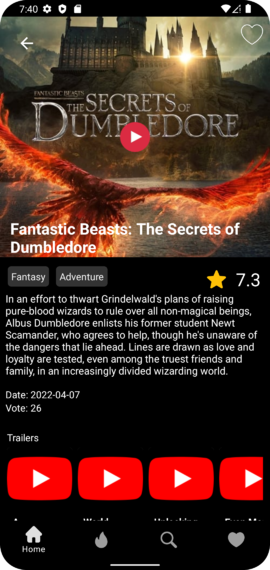 7:40
FANTASTIC BEASTS
THE SECRETS OF
DUMBLEDORE
Fantastic Beasts: The Secrets of
Dumbledore
Fantasy Adventure
7.3
In an effort to thwart Grindelwald's plans of raising
pure-blood wizards to rule over all non-magical beings,
Albus Dumbledore enlists his former student Newt
Scamander, who agrees to help, though he's unaware of
the dangers that lie ahead. Lines are drawn as love and
loyalty are tested, even among the truest friends and
family, in an increasingly divided wizarding world.
Date: 2022-04-07
Vote: 26
Trailers
Home